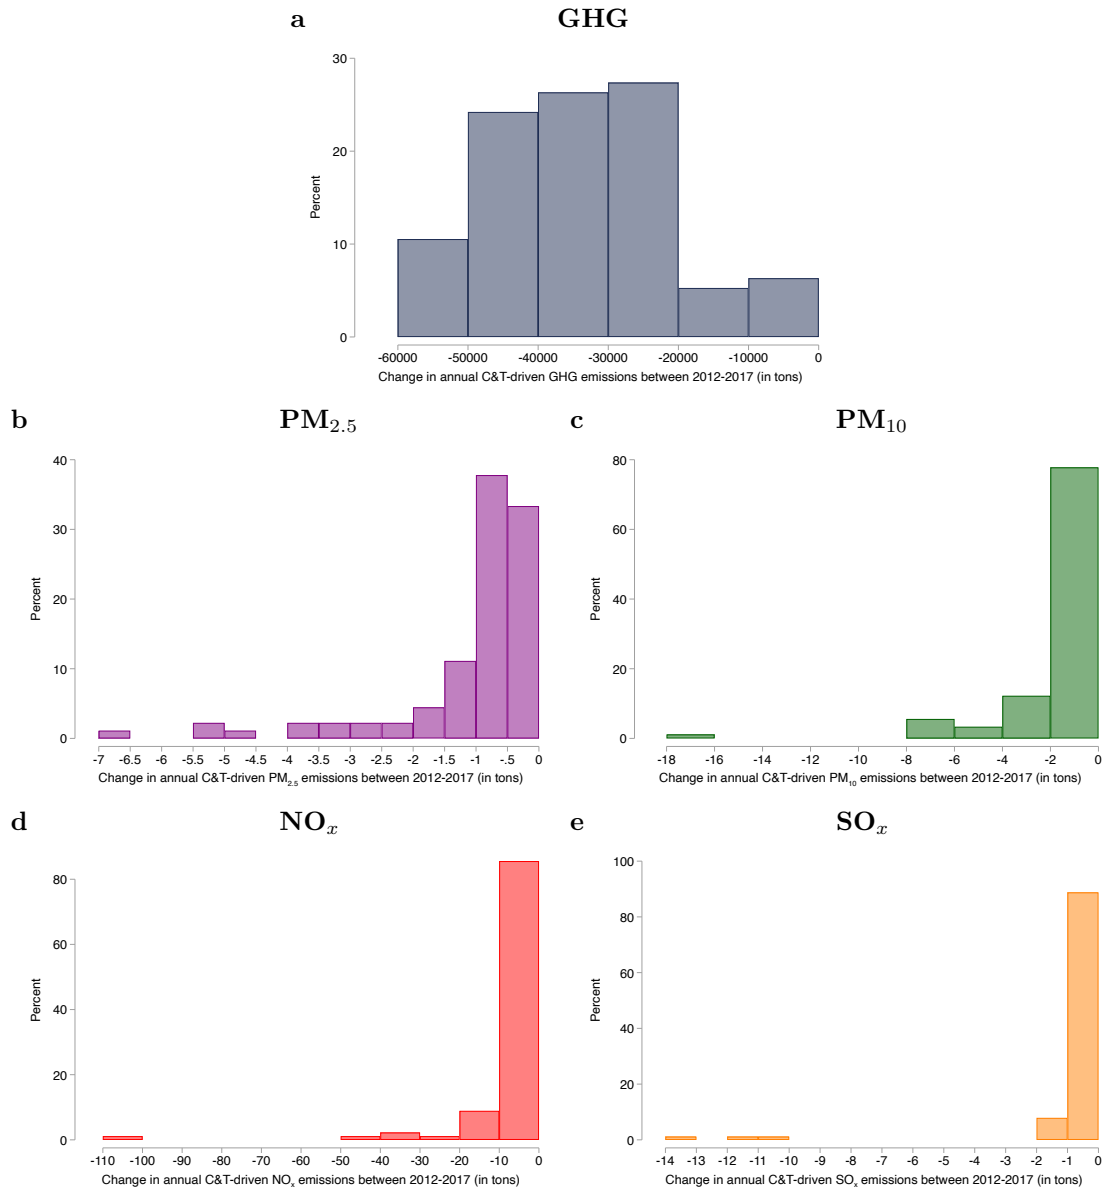 a GHG
30
20
10
0
Percent
-60000 -50000 -40000 -30000 -20000 -10000 0
Change in annual C&T-driven GHG emissions between 2012-2017 (in tons)
b PM2.5
40
30
20
10
0
Percent
-7 -6.5 -6 -5.5 -5 -4.5 -4 -3.5 -3 -2.5 -2 -1.5 -1 -.5 0
Change in annual C&T-driven PM2.5 emissions between 2012-2017 (in tons)
c PM10
80
60
40
20
0
Percent
-18 -16 -14 -12 -10 -8 -6 -4 -2 0
Change in annual C&T-driven PM10 emissions between 2012-2017 (in tons)
d NOx
80
60
40
20
0
Percent
-110 -100 -90 -80 -70 -60 -50 -40 -30 -20 -10 0
Change in annual C&T-driven NOx emissions between 2012-2017 (in tons)
e SOx
100
80
60
40
20
0
Percent
-14 -13 -12 -11 -10 -9 -8 -7 -6 -5 -4 -3 -2 -1 0
Change in annual C&T-driven SOx emissions between 2012-2017 (in tons)